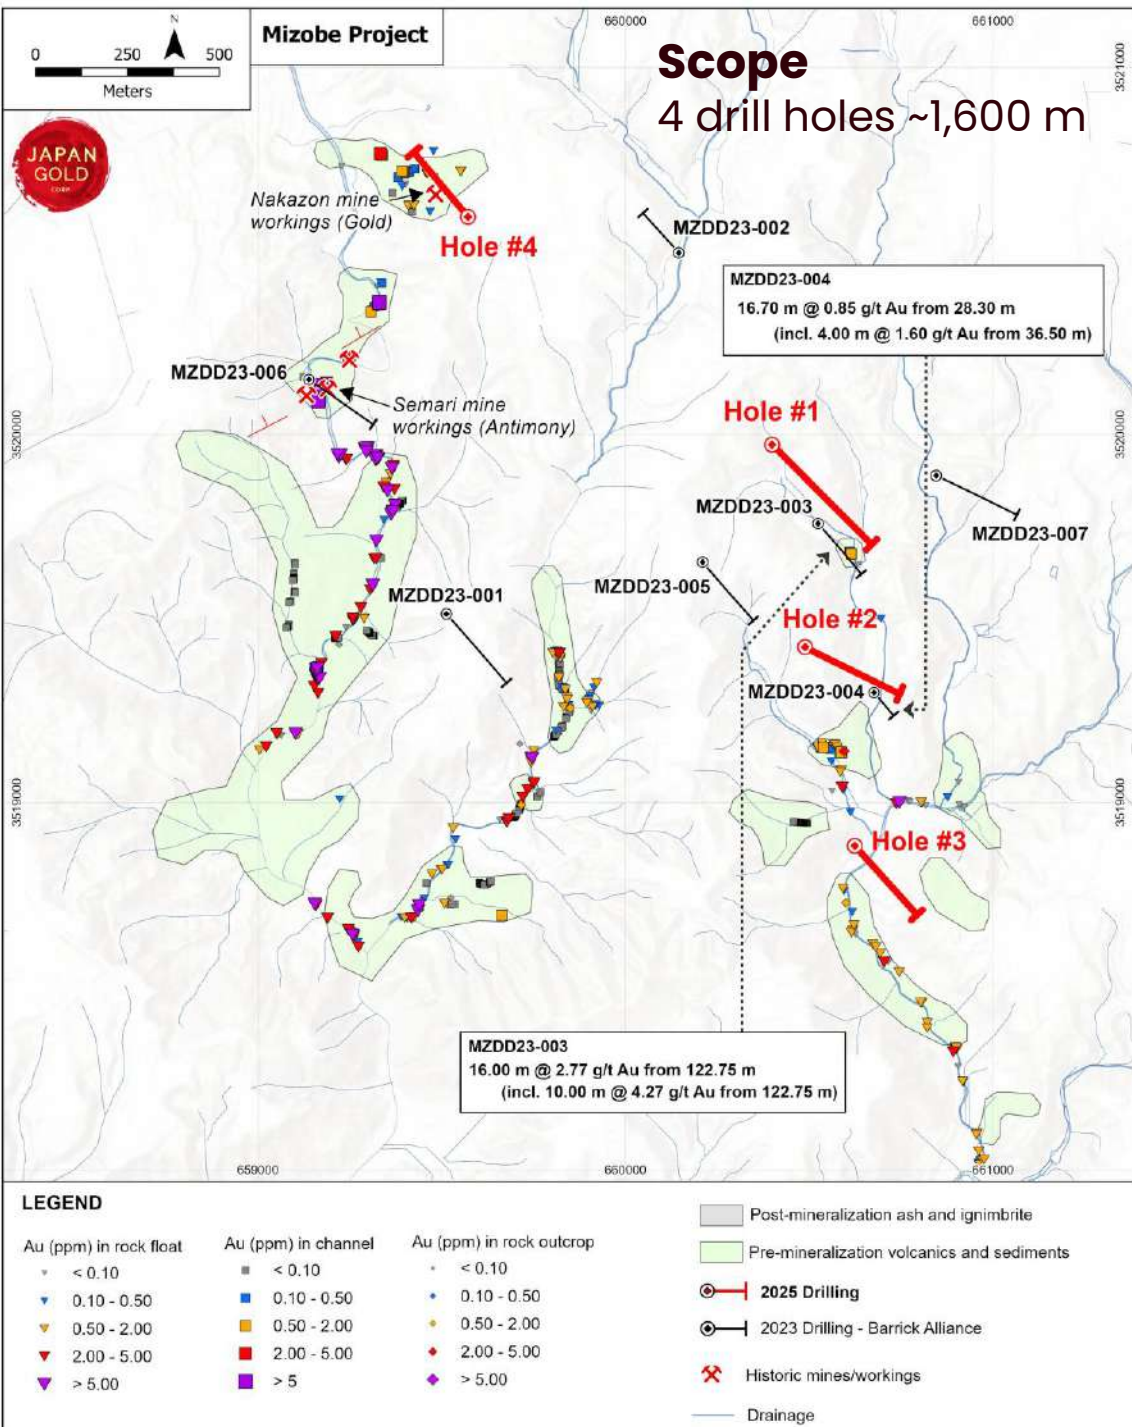 Mizobe Project
N
0 250 500
Meters
JAPAN
GOLD
CORP.
Scope
4 drill holes ~1,600 m
660000
661000
3521000
3521000
Nakazon mine
workings (Gold)
Hole #4
MZDD23-002
MZDD23-004
16.70 m @ 0.85 g/t Au from 28.30 m
(incl. 4.00 m @ 1.60 g/t Au from 36.50 m)
MZDD23-006
Semari mine
workings (Antimony)
Hole #1
3520000
3520000
MZDD23-003
MZDD23-007
MZDD23-005
MZDD23-001
Hole #2
MZDD23-004
3519000
3519000
Hole #3
MZDD23-003
16.00 m @ 2.77 g/t Au from 122.75 m
(incl. 10.00 m @ 4.27 g/t Au from 122.75 m)
659000
660000
661000
LEGEND
Au (ppm) in rock float
< 0.10
0.10 - 0.50
0.50 - 2.00
2.00 - 5.00
> 5.00
Au (ppm) in channel
< 0.10
0.10 - 0.50
0.50 - 2.00
2.00 - 5.00
> 5
Au (ppm) in rock outcrop
< 0.10
0.10 - 0.50
0.50 - 2.00
2.00 - 5.00
> 5.00
Post-mineralization ash and ignimbrite
Pre-mineralization volcanics and sediments
2025 Drilling
2023 Drilling - Barrick Alliance
Historic mines/workings
Drainage